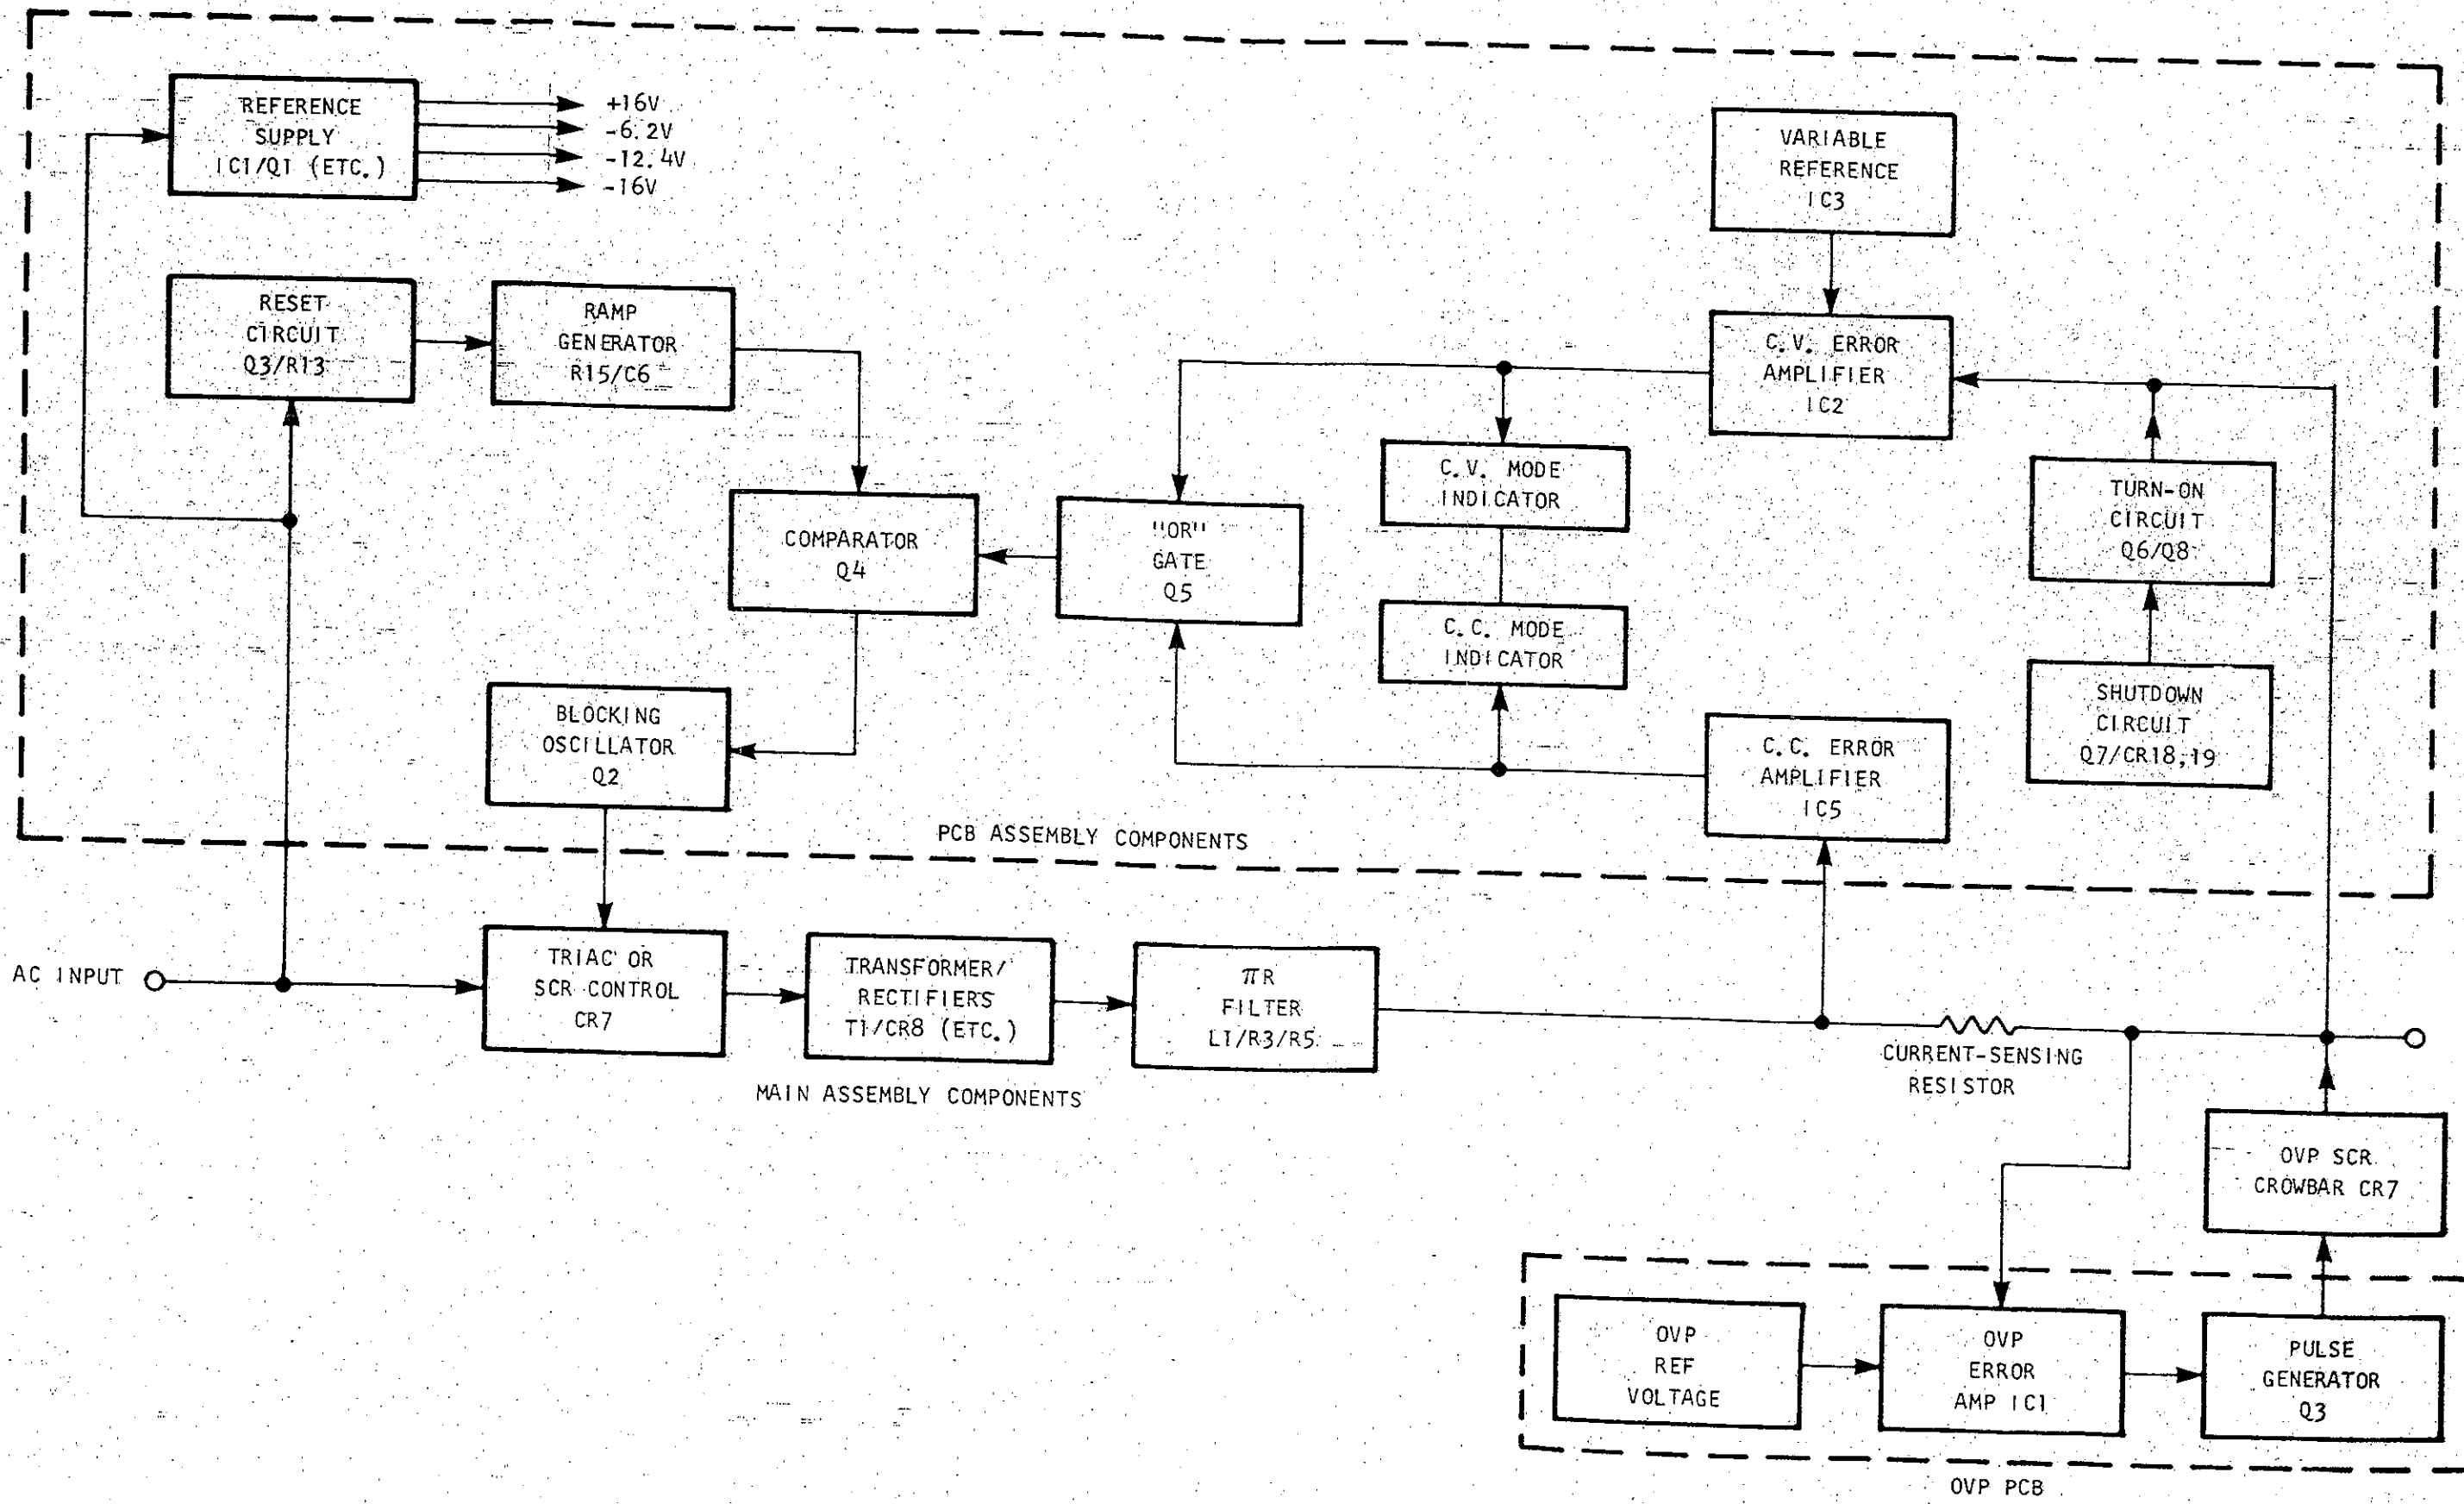 REFERENCE
SUPPLY
IC1/Q1 (ETC.)
+16V
-6.2V
-12.4V
-16V
VARIABLE
REFERENCE
IC3
RESET
CIRCUIT
Q3/R13
RAMP
GENERATOR
R15/C6
C.V. ERROR
AMPLIFIER
IC2
C.V. MODE
INDICATOR
TURN-ON
CIRCUIT
Q6/Q8
COMPARATOR
Q4
"OR"
GATE
Q5
C.C. MODE
INDICATOR
BLOCKING
OSCILLATOR
Q2
C.C. ERROR
AMPLIFIER
IC5
SHUTDOWN
CIRCUIT
Q7/CR18,19
PCB ASSEMBLY COMPONENTS
AC INPUT
TRIAC OR
SCR CONTROL
CR7
TRANSFORMER/
RECTIFIERS
T1/CR8 (ETC.)
πR
FILTER
L1/R3/R5
CURRENT-SENSING
RESISTOR
MAIN ASSEMBLY COMPONENTS
OVP SCR
CROWBAR CR7
OVP
REF
VOLTAGE
OVP
ERROR
AMP IC1
PULSE
GENERATOR
Q3
OVP PCB